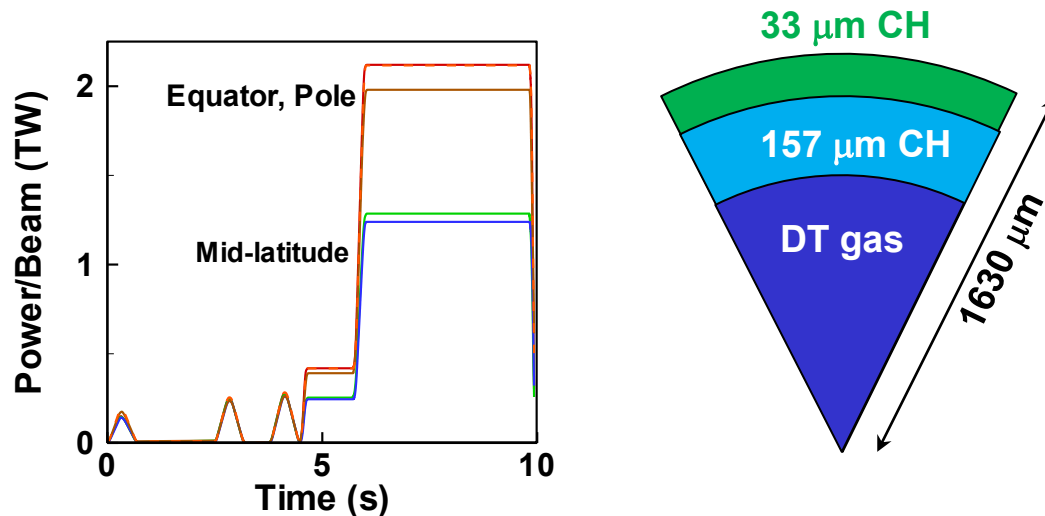 Power/Beam (TW)
2
1
0
Equator, Pole
Mid-latitude
0
5
10
Time (s)
33 μm CH
157 μm CH
DT gas
1630 μm